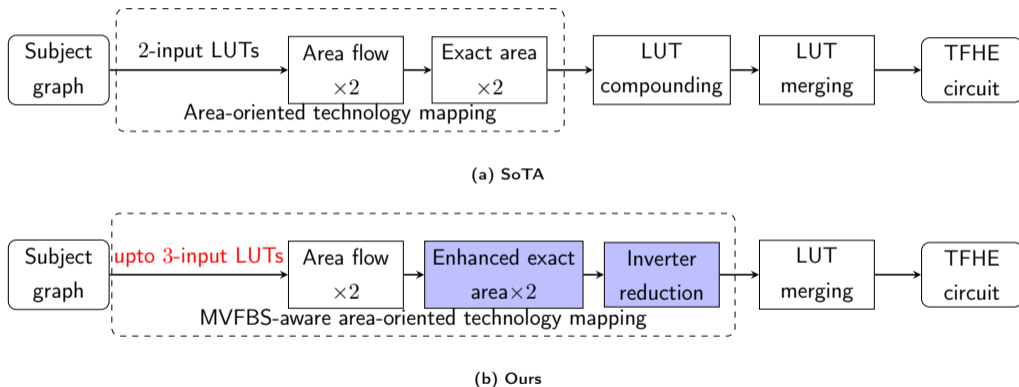 Subject
graph
2-input LUTs
Area flow
×2
Exact area
×2
Area-oriented technology mapping
LUT
compounding
LUT
merging
TFHE
circuit
(a) SoTA
Subject
graph
upto 3-input LUTs
Area flow
×2
Enhanced exact
area×2
Inverter
reduction
MVFBS-aware area-oriented technology mapping
LUT
merging
TFHE
circuit
(b) Ours